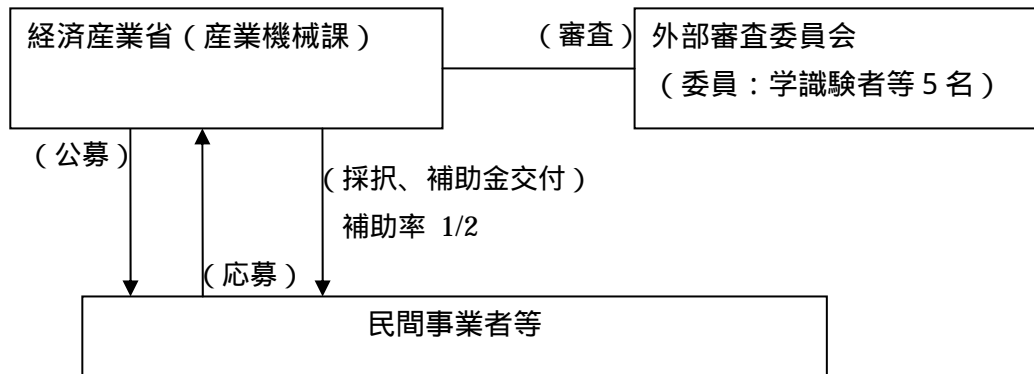 経済産業省（産業機械課）
（審査）
外部審査委員会
（委員：学識験者等５名）
（公募）
（採択、補助金交付）
補助率 1/2
（応募）
民間事業者等